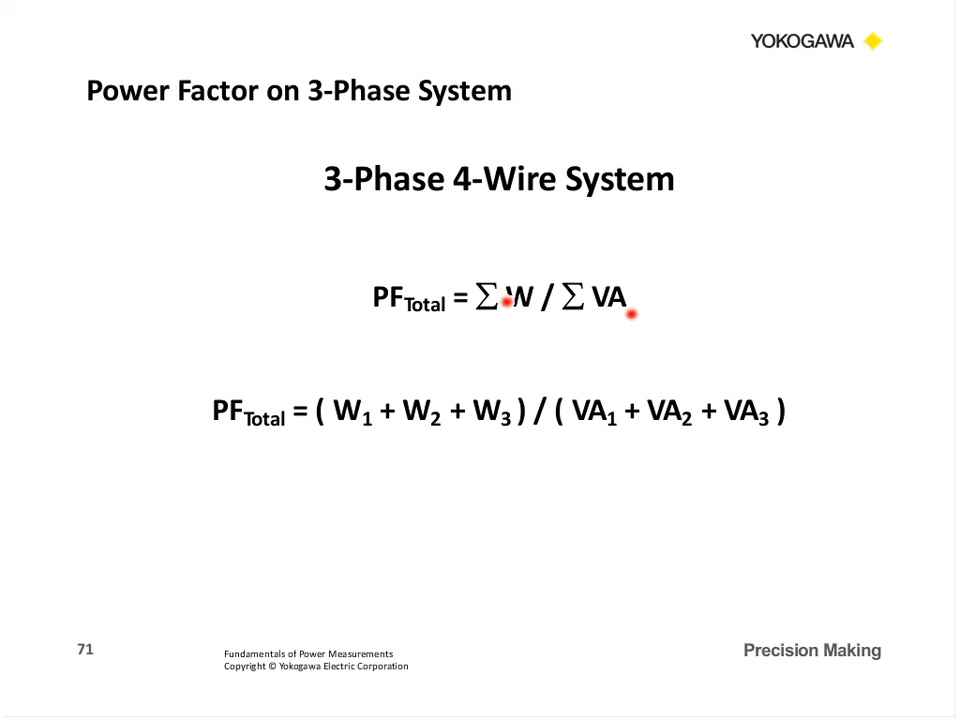 YOKOGAWA
Power Factor on 3-Phase System
3-Phase 4-Wire System
PFTotal = ∑ W / ∑ VA
PFTotal = ( W1 + W2 + W3 ) / ( VA1 + VA2 + VA3 )
71
Fundamentals of Power Measurements
Copyright © Yokogawa Electric Corporation
Precision Making